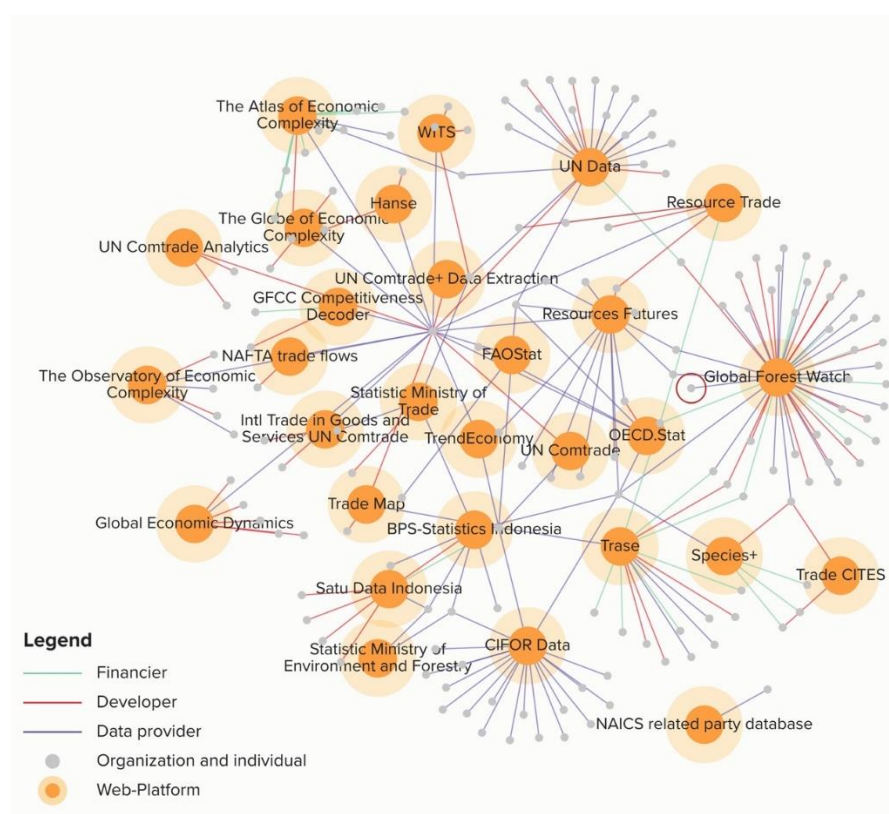 The Atlas of Economic
Complexity
WITS
UN Data
Hanse
Resource Trade
The Globe of Economic
Complexity
UN Comtrade Analytics
UN Comtrade+ Data Extraction
GFCC Competitiveness
Decoder
Resources Futures
NAFTA trade flows
FAOStat
The Observatory of Economic
Complexity
Global Forest Watch
Statistic Ministry of
Trade
Intl Trade in Goods and
Services UN Comtrade
TrendEconomy
UN Comtrade
OECD.Stat
Trade Map
Global Economic Dynamics
BPS-Statistics Indonesia
Trase
Species+
Trade CITES
Satu Data Indonesia
Statistic Ministry of
Environment and Forestry
CIFOR Data
NAICS related party database
Legend
Financier
Developer
Data provider
Organization and individual
Web-Platform